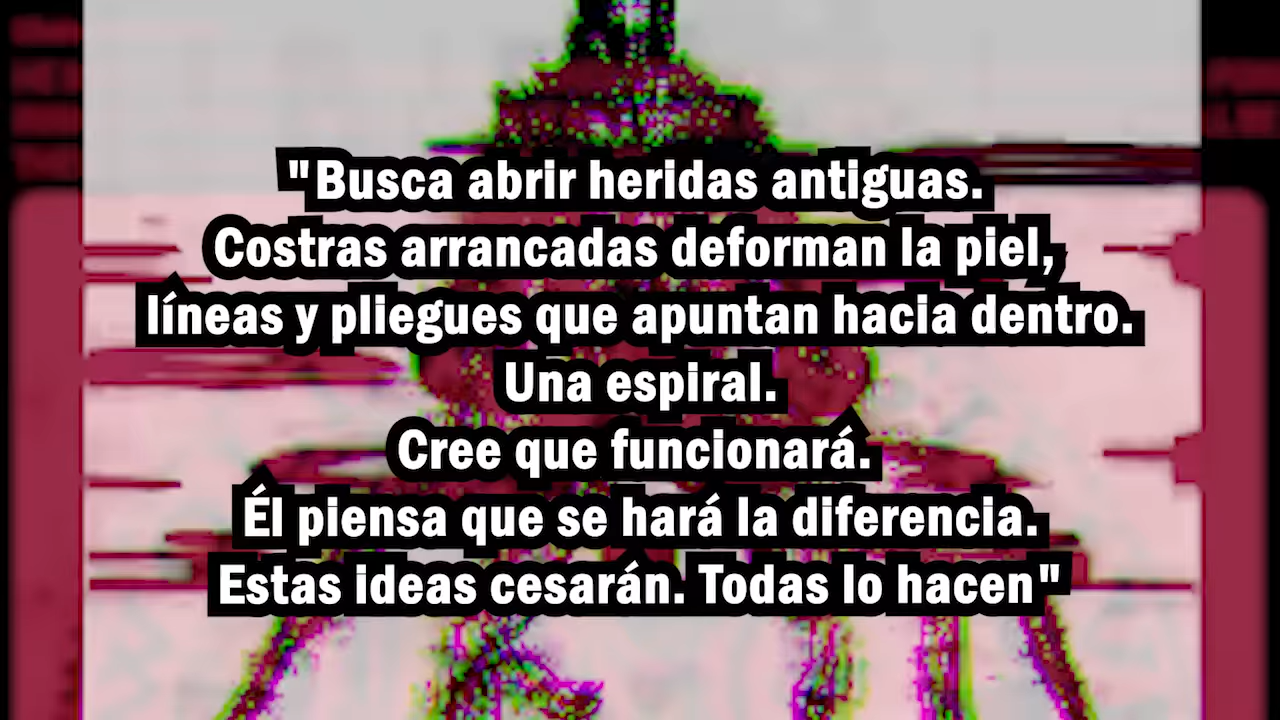 "Busca abrir heridas antiguas.
Costras arrancadas deforman la piel,
líneas y pliegues que apuntan hacia dentro.
Una espiral.
Cree que funcionará.
Él piensa que se hará la diferencia.
Estas ideas cesarán. Todas lo hacen"